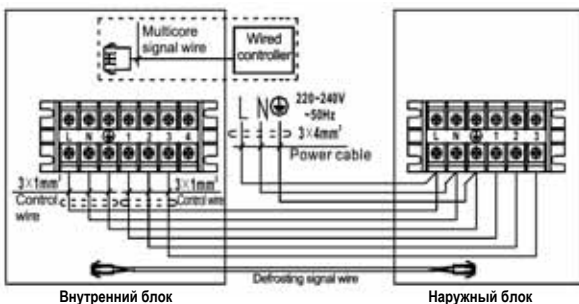 Multicore
signal wire
Wired
controller
L N 220~240V
~50Hz
3×4mm²
Power cable
L N 1 2 3 4
L N 1 2 3
3×1mm²
Control
wire
3×1mm²
Control wire
Defrosting signal wire
Внутренний блок
Наружный блок